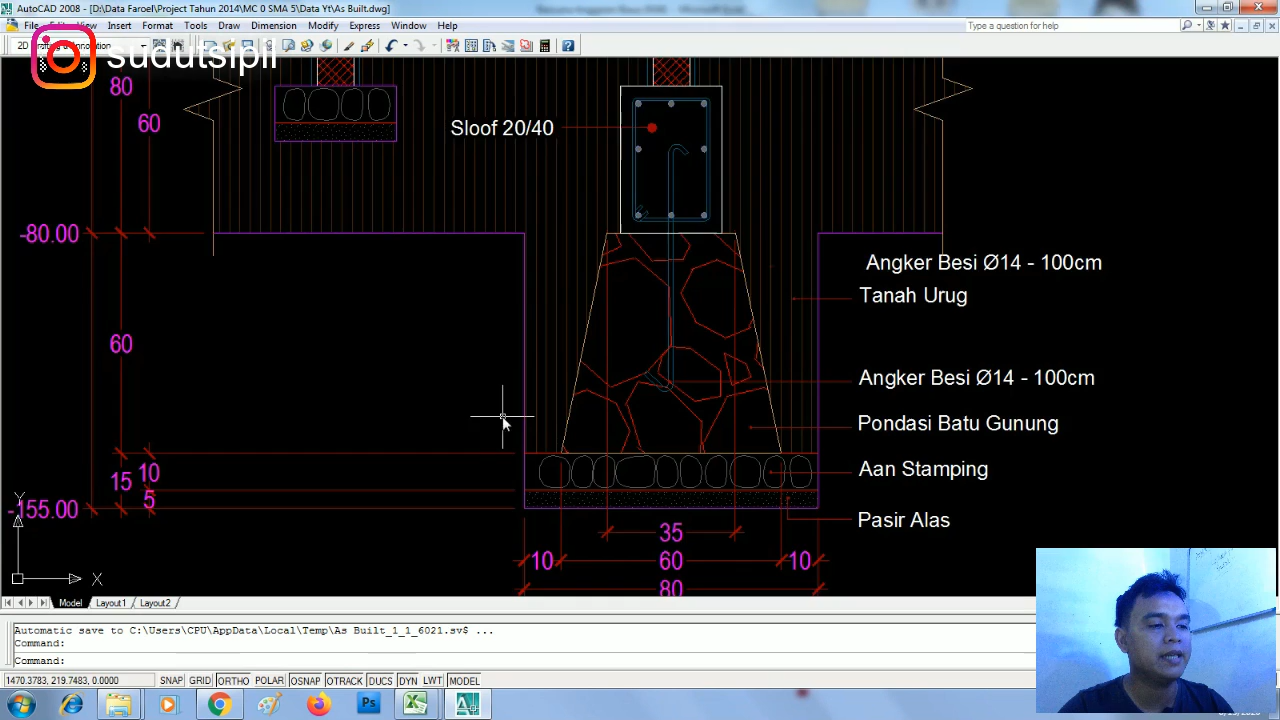 AutoCAD 2008 - [D:\Data Faroel\Project Tahun 2014\MC 0 SMA 5\Data Yt\As Built.dwg]
File Edit View Insert Format Tools Draw Dimension Modify Express Window Help
Type a question for help
sudutsipil
80
60
Sloof 20/40
-80.00
Angker Besi Ø14 - 100cm
Tanah Urug
60
Angker Besi Ø14 - 100cm
Pondasi Batu Gunung
15 10
Aan Stamping
5
-155.00
Pasir Alas
35
10 60 10
80
Y
X
Model Layout1 Layout2
Automatic save to C:\Users\CPU\AppData\Local\Temp\As Built_1_1_6021.sv$ ...
Command:
Command:
1470.3783, 219.7483, 0.0000 SNAP GRID ORTHO POLAR OSNAP OTRACK DUCS DYN LWT MODEL
Ps